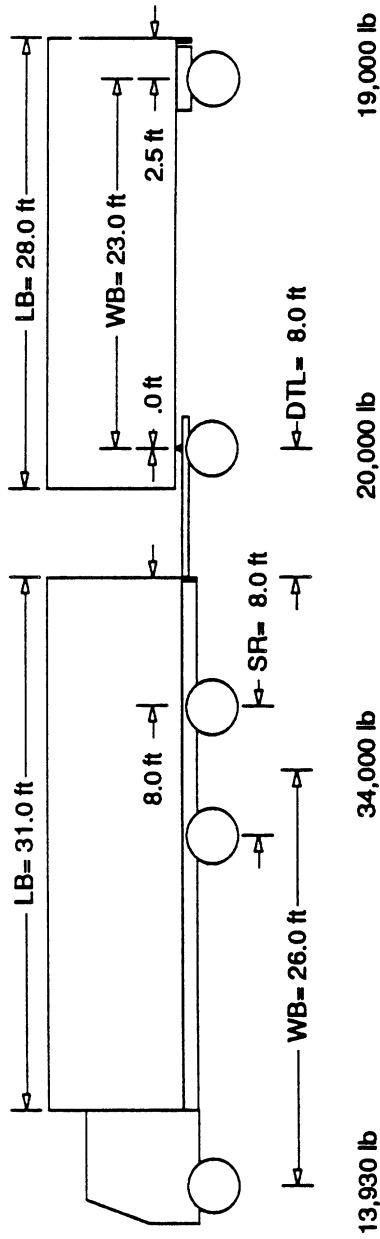 LB= 31.0 ft
LB= 28.0 ft
WB= 23.0 ft
8.0 ft
.0 ft
2.5 ft
SR= 8.0 ft
DTL= 8.0 ft
WB= 26.0 ft
13,930 lb
34,000 lb
20,000 lb
19,000 lb